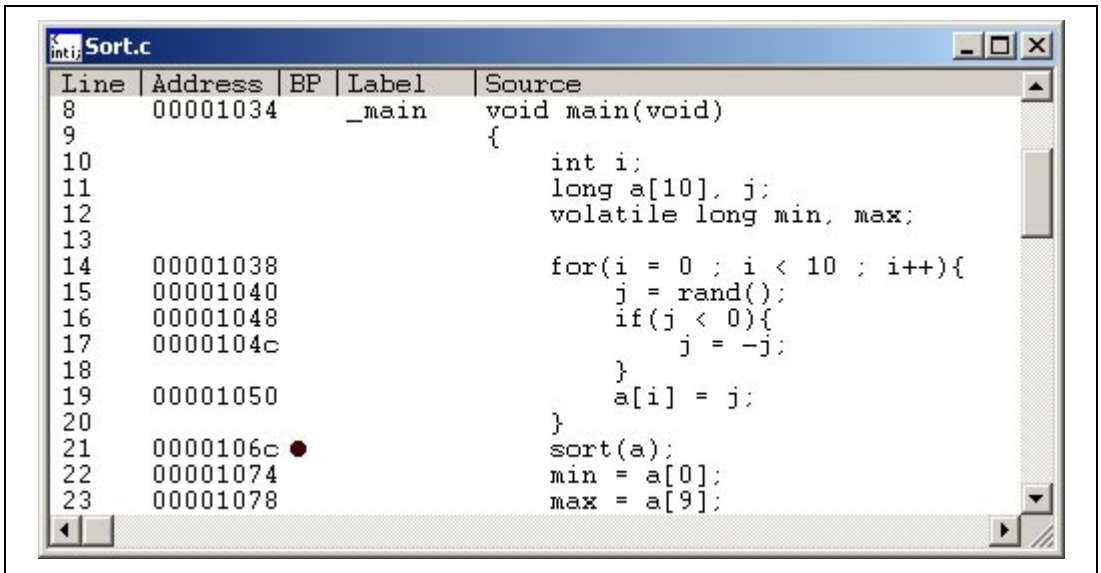 int i; Sort.c
Line Address BP Label Source
8 00001034 _main void main(void)
9 {
10 int i;
11 long a[10], j;
12 volatile long min, max;
13
14 00001038 for(i = 0 ; i < 10 ; i++){
15 00001040 j = rand();
16 00001048 if(j < 0){
17 0000104c j = -j;
18 }
19 00001050 a[i] = j;
20 }
21 0000106c ● sort(a);
22 00001074 min = a[0];
23 00001078 max = a[9];